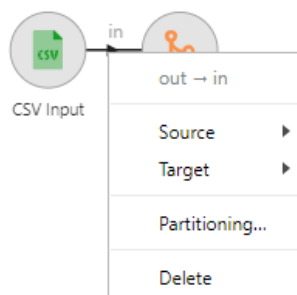 in
CSV
CSV Input
out → in
Source
Target
Partitioning...
Delete